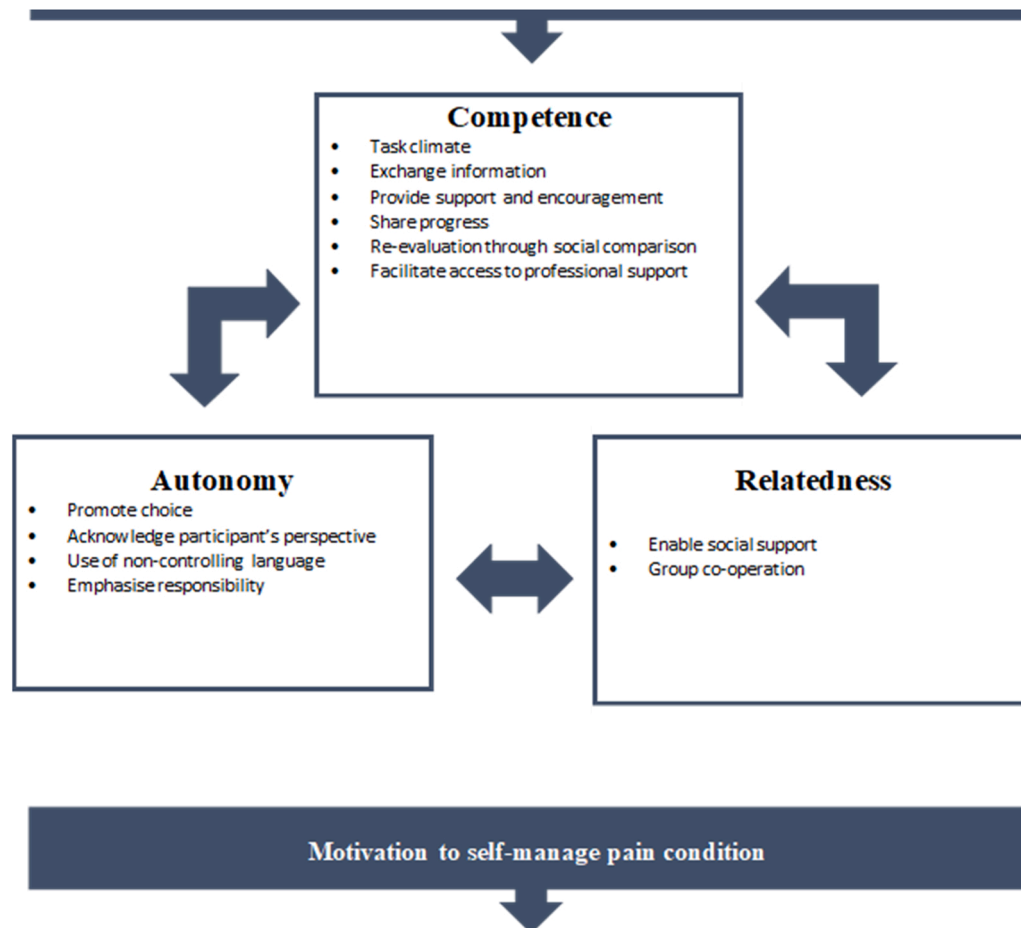 Competence
• Task climate
• Exchange information
• Provide support and encouragement
• Share progress
• Re-evaluation through social comparison
• Facilitate access to professional support
Autonomy
• Promote choice
• Acknowledge participant's perspective
• Use of non-controlling language
• Emphasise responsibility
Relatedness
• Enable social support
• Group co-operation
Motivation to self-manage pain condition